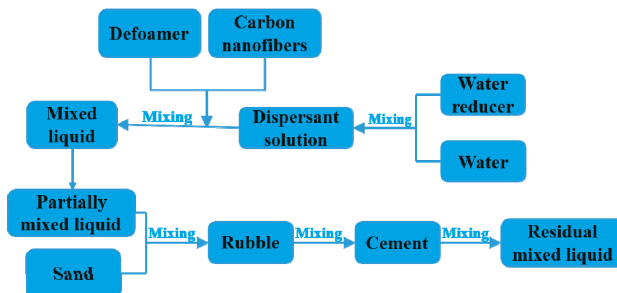 Defoamer
Carbon
nanofibers
Water
reducer
Mixed
liquid
Mixing
Dispersant
solution
Mixing
Water
Partially
mixed liquid
Mixing
Rubble
Mixing
Cement
Mixing
Residual
mixed liquid
Sand